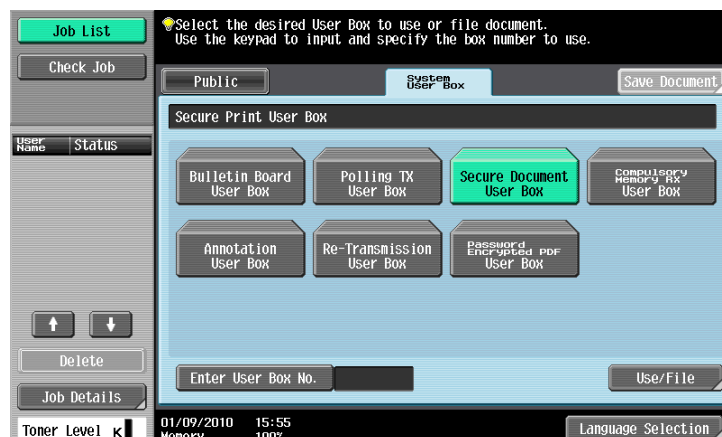 Job List
Check Job
User
Name
Status
Delete
Job Details
Toner Level K
Select the desired User Box to use or file document.
Use the keypad to input and specify the box number to use.
Public
System
User Box
Save Document
Secure Print User Box
Bulletin Board
User Box
Polling TX
User Box
Secure Document
User Box
Compulsory
Memory RX
User Box
Annotation
User Box
Re-Transmission
User Box
Password
Encrypted PDF
User Box
Enter User Box No.
Use/File
01/09/2010 15:55
Memory 100%
Language Selection